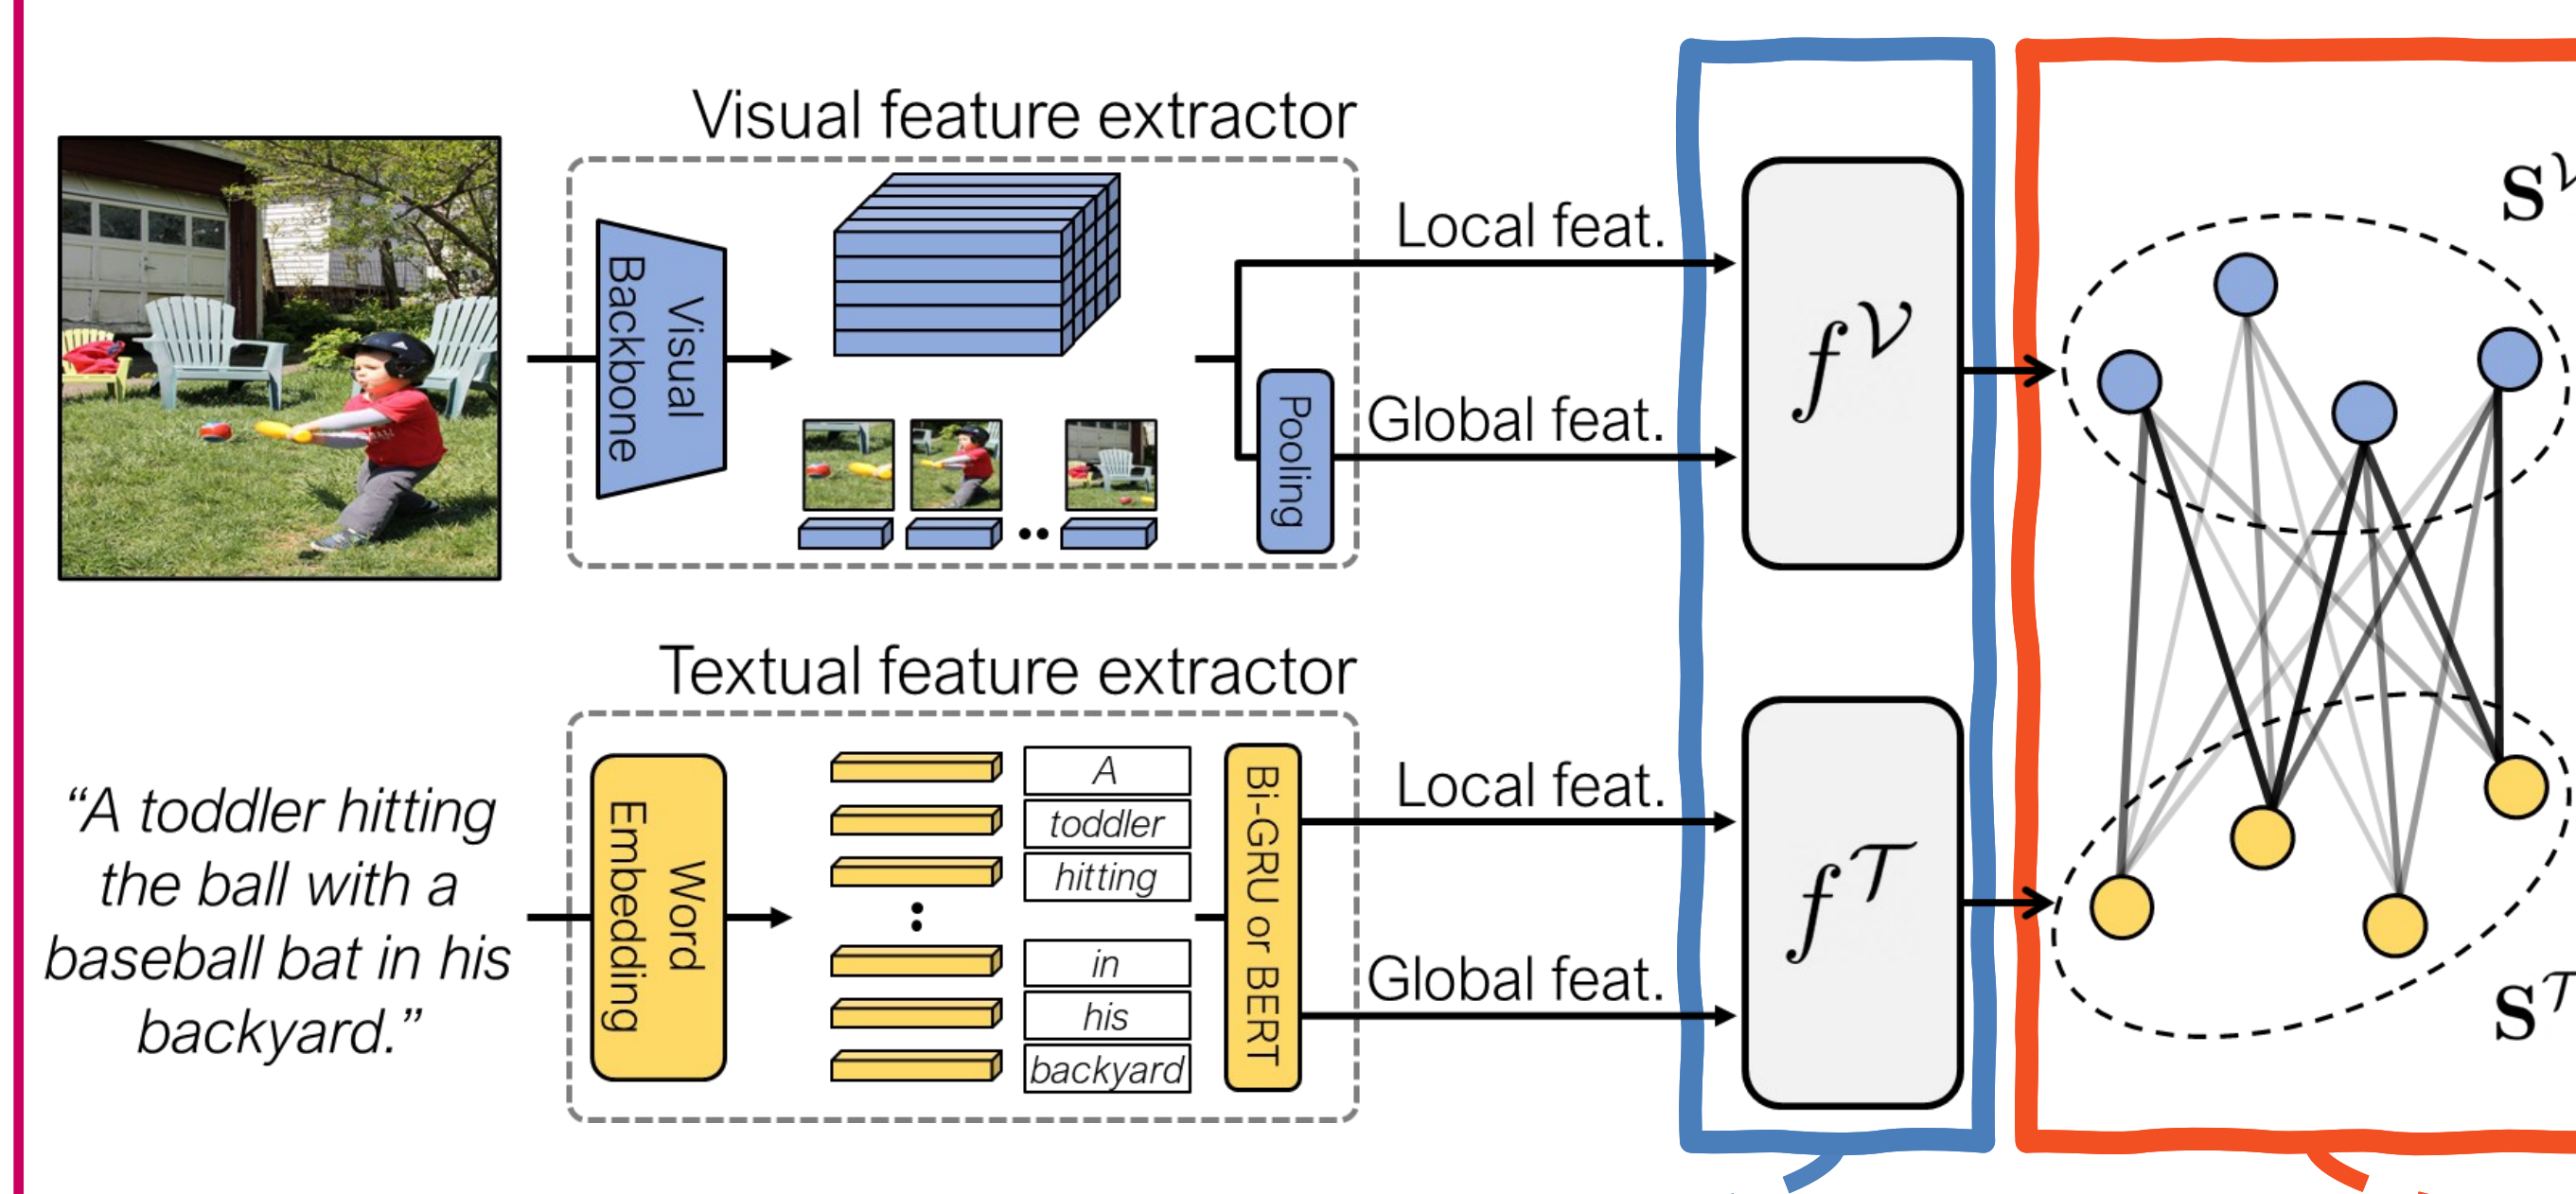 Visual feature extractor
Visual
Backbone
Pooling
Local feat.
Global feat.
f^𝒱
S^𝒱
Textual feature extractor
“A toddler hitting
the ball with a
baseball bat in his
backyard.”
Word
Embedding
A
toddler
hitting
in
his
backyard
Bi-GRU or BERT
Local feat.
Global feat.
f^𝒯
S^𝒯